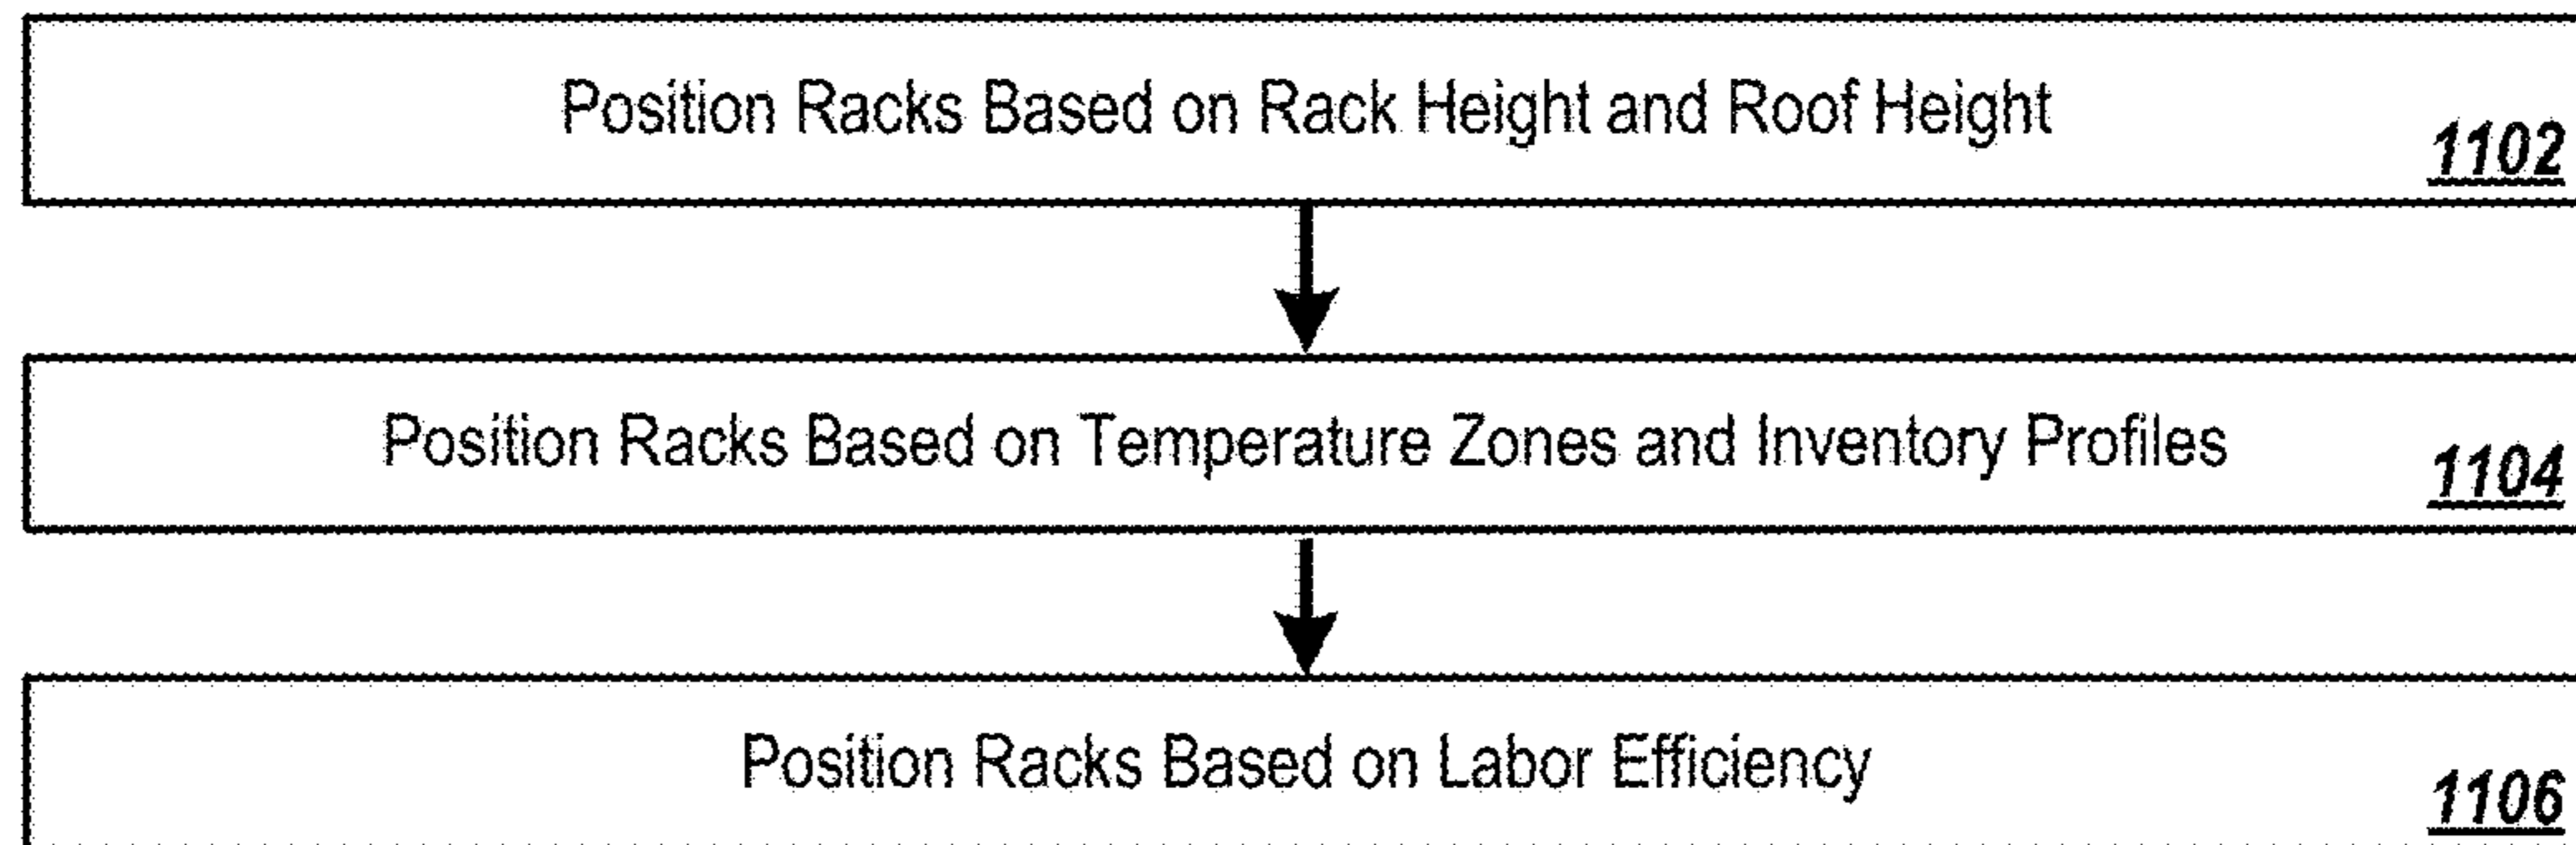 Position Racks Based on Rack Height and Roof Height
1102
Position Racks Based on Temperature Zones and Inventory Profiles
1104
Position Racks Based on Labor Efficiency
1106